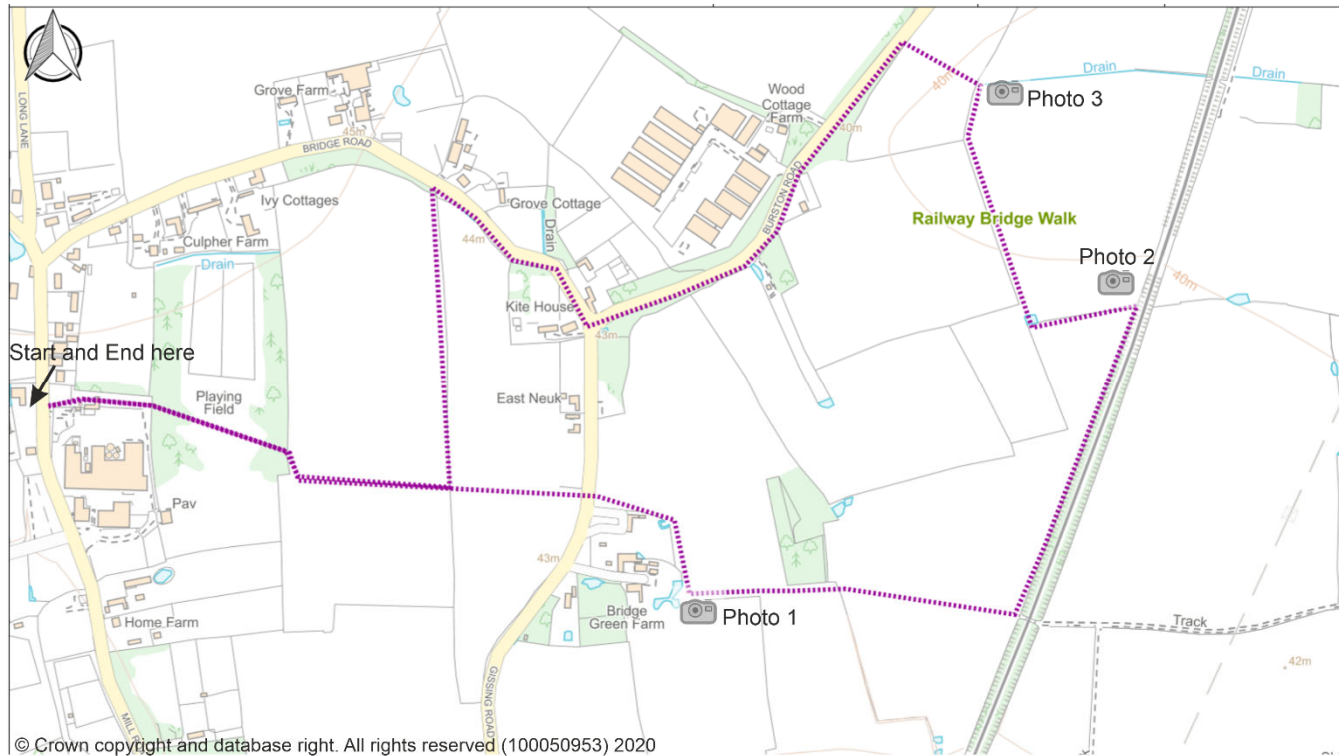 LONG LANE
Grove Farm
45m
BRIDGE ROAD
Ivy Cottages
Culpher Farm
Drain
Wood
Cottage
Farm
40m
40m
Drain
Drain
Photo 3
BURSTON ROAD
Grove Cottage
Drain
44m
Railway Bridge Walk
Photo 2
40m
Kite House
43m
Start and End here
Playing
Field
East Neuk
Pav
43m
Bridge
Green Farm
Photo 1
Home Farm
Track
42m
GISSING ROAD
© Crown copyright and database right. All rights reserved (100050953) 2020